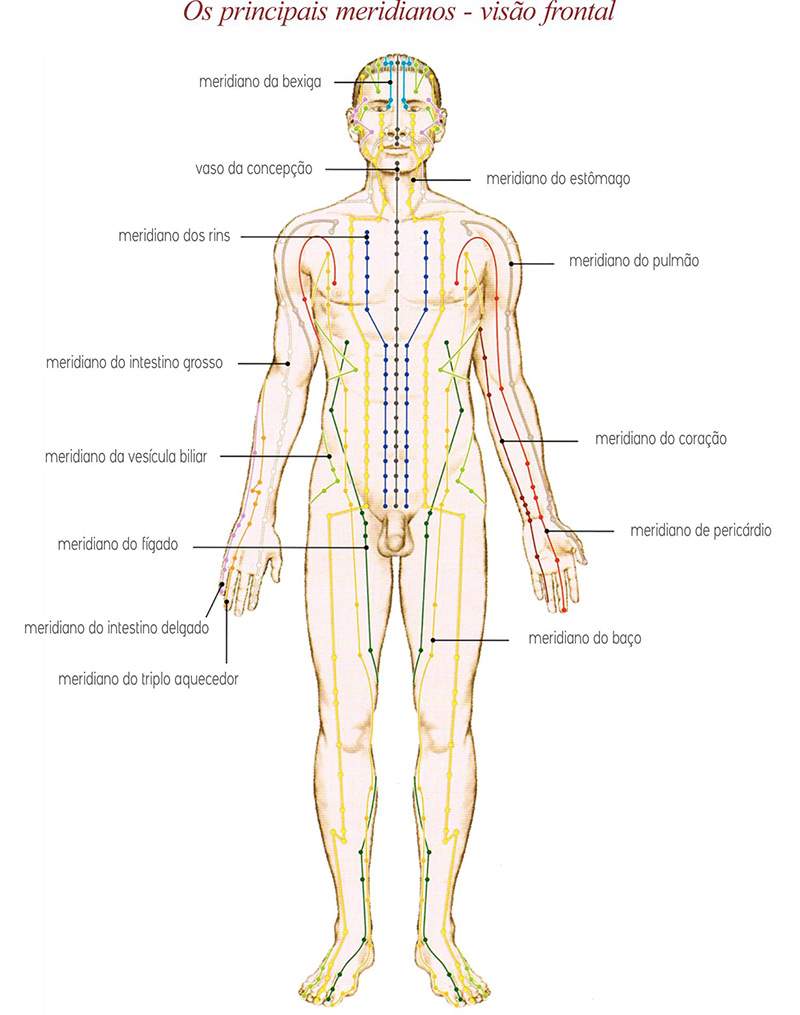 Os principais meridianos - visão frontal
meridiano da bexiga
vaso da concepção
meridiano do estômago
meridiano dos rins
meridiano do pulmão
meridiano do intestino grosso
meridiano do coração
meridiano da vesícula biliar
meridiano de pericárdio
meridiano do fígado
meridiano do intestino delgado
meridiano do baço
meridiano do triplo aquecedor